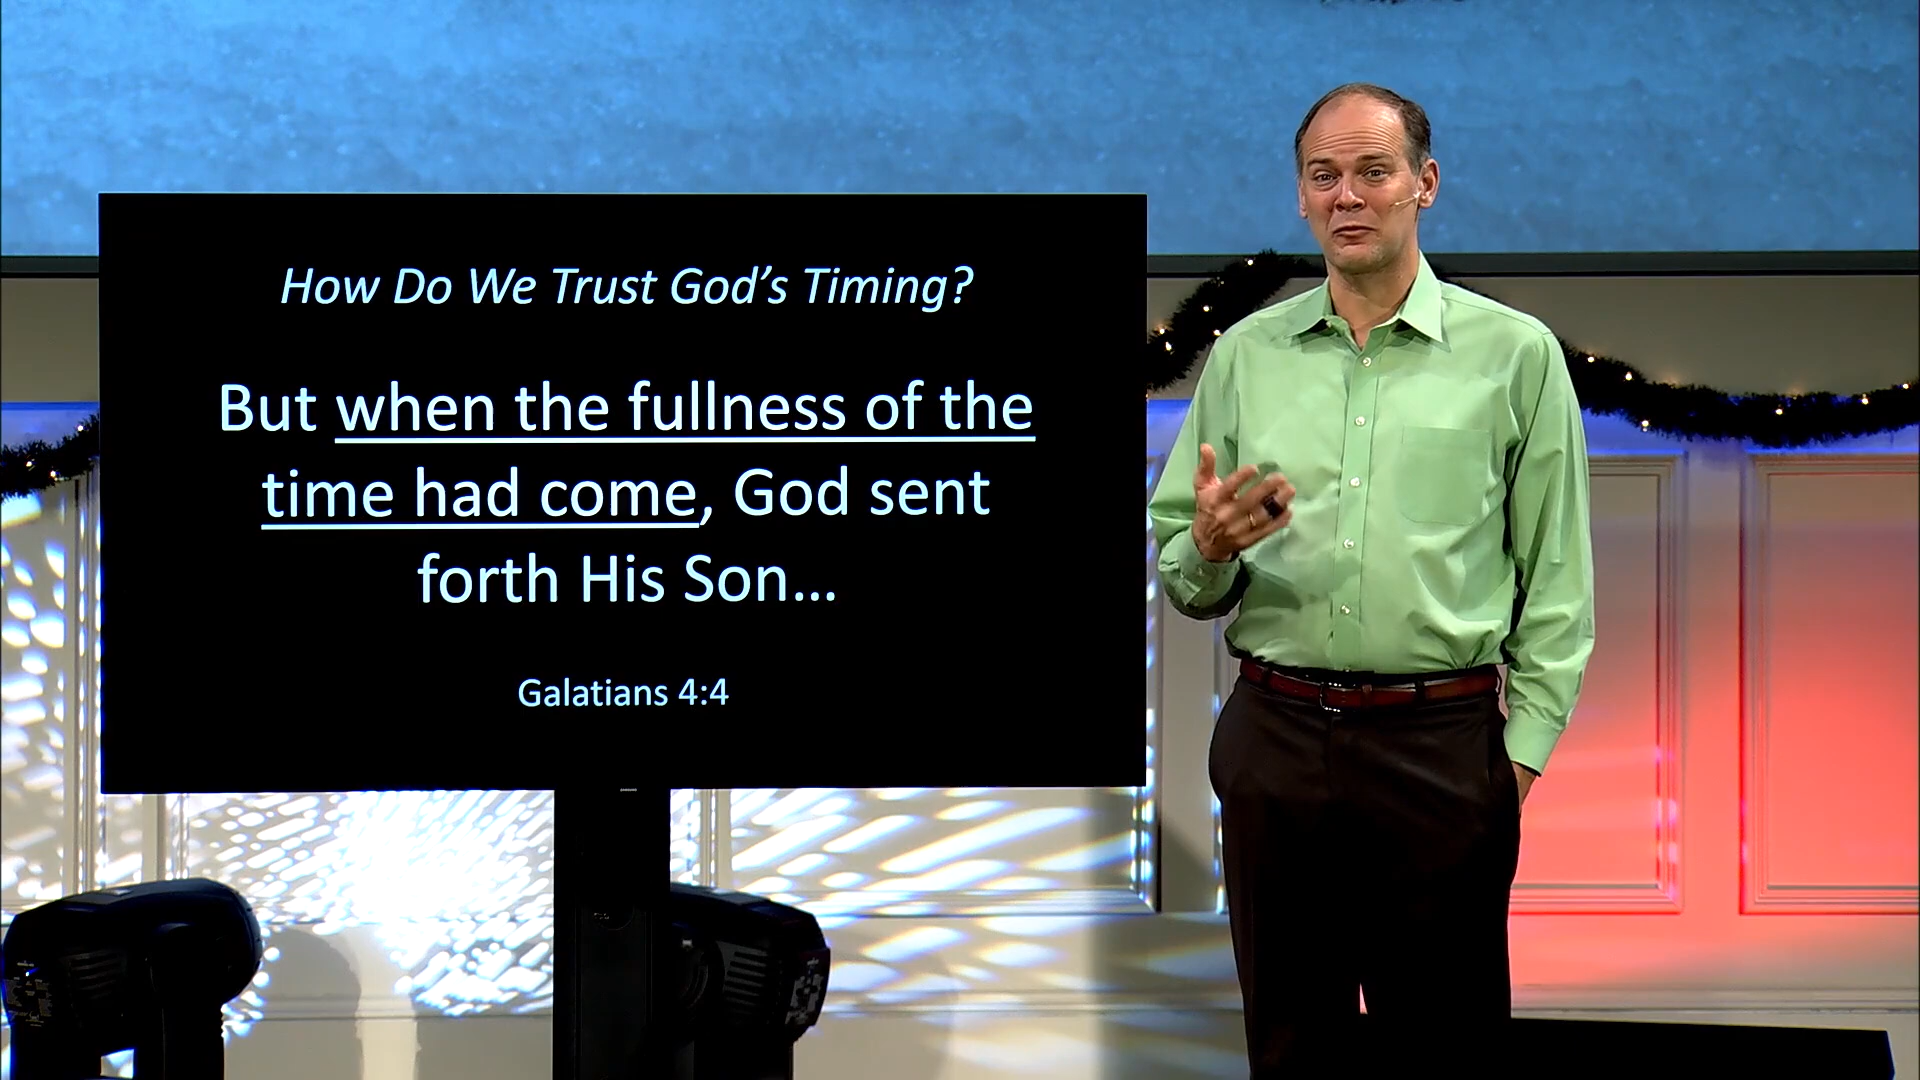 How Do We Trust God’s Timing?
But when the fullness of the
time had come, God sent
forth His Son...
Galatians 4:4